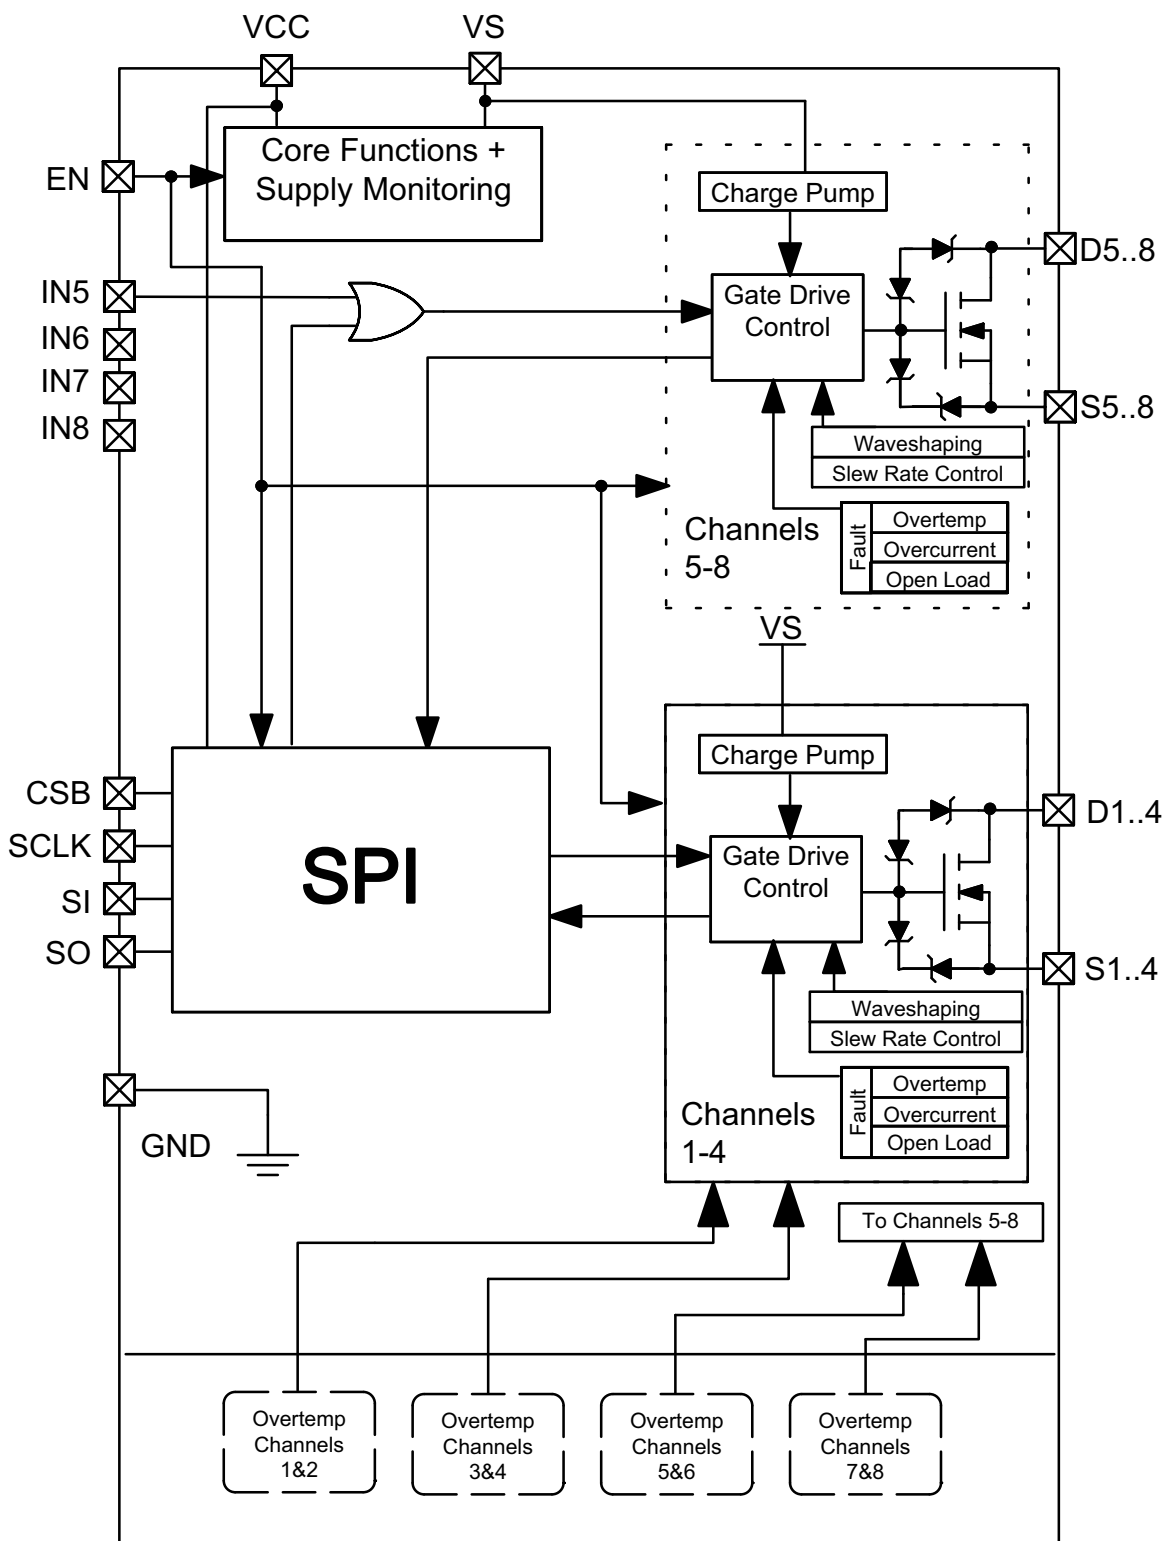 VCC
VS
Core Functions +
Supply Monitoring
EN
Charge Pump
D5..8
IN5
Gate Drive
Control
IN6
IN7
IN8
S5..8
Waveshaping
Slew Rate Control
Channels
5-8
Fault
Overtemp
Overcurrent
Open Load
VS
Charge Pump
CSB
D1..4
SCLK
SPI
Gate Drive
Control
SI
SO
S1..4
Waveshaping
Slew Rate Control
Channels
1-4
Fault
Overtemp
Overcurrent
Open Load
GND
To Channels 5-8
Overtemp
Channels
1&2
Overtemp
Channels
3&4
Overtemp
Channels
5&6
Overtemp
Channels
7&8